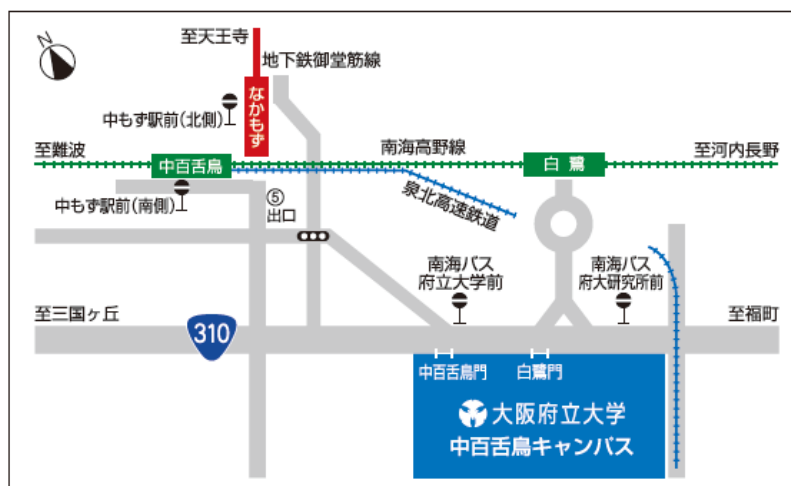 N
至天王寺
地下鉄御堂筋線
なかもず
中もず駅前(北側)
至難波
中百舌鳥
南海高野線
白鷺
至河内長野
泉北高速鉄道
中もず駅前(南側)
⑤
出口
南海バス
府立大学前
南海バス
府大研究所前
至三国ヶ丘
310
至福町
中百舌鳥門
白鷺門
大阪府立大学
中百舌鳥キャンパス